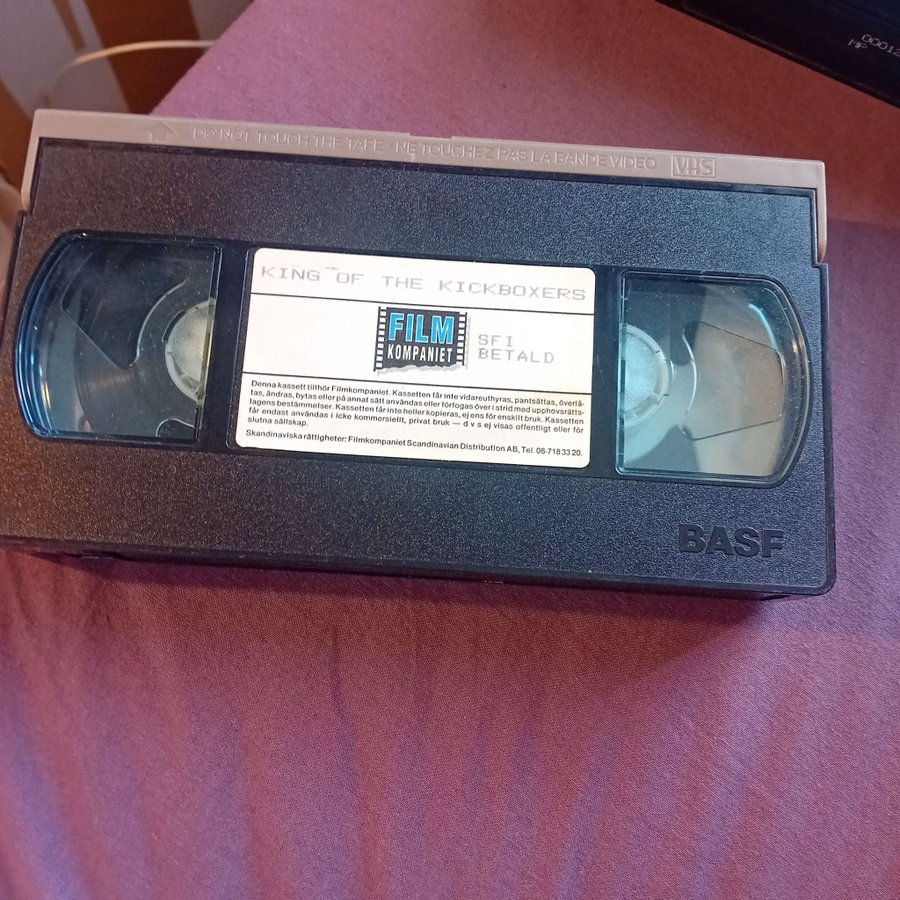 00012
MP
DO NOT TOUCH THE TAPE · NE TOUCHEZ PAS LA BANDE VIDEO VHS
KING OF THE KICKBOXERS
FILM
KOMPANIET
SFI
BETALD
Denna kassett tillhör Filmkompaniet. Kassetten får inte vidareuthyras, pantsättas, överlå-
tas, ändras, bytas eller på annat sätt användas eller förfogas över i strid med upphovsrätts-
lagens bestämmelser. Kassetten får inte heller kopieras, ej ens för enskilt bruk. Kassetten
får endast användas i icke kommersiellt, privat bruk — d v s ej visas offentligt eller för
slutna sällskap.
Skandinaviska rättigheter: Filmkompaniet Scandinavian Distribution AB, Tel. 08-718 33 20.
BASF